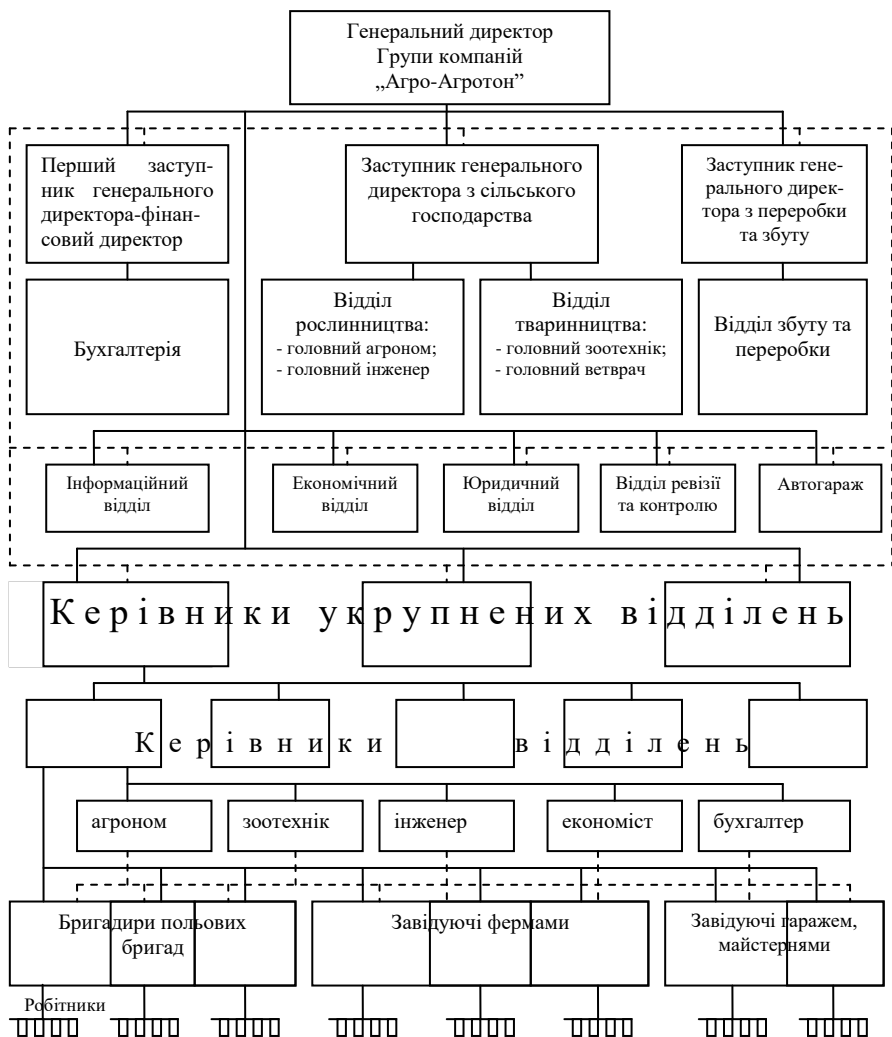 Генеральний директор
Групи компаній
„Агро-Агротон”
Перший заступ-
ник генерального
директора-фінан-
совий директор
Заступник генерального
директора з сільського
господарства
Заступник гене-
рального дирек-
тора з переробки
та збуту
Бухгалтерія
Відділ
рослинництва:
- головний агроном;
- головний інженер
Відділ
тваринництва:
- головний зоотехнік;
- головний ветврач
Відділ збуту та
переробки
Інформаційний
відділ
Економічний
відділ
Юридичний
відділ
Відділ ревізії
та контролю
Автогараж
Керівники укрупнених відділень
Керівники відділень
агроном
зоотехнік
інженер
економіст
бухгалтер
Бригадири польових
бригад
Завідуючі фермами
Завідуючі гаражем,
майстернями
Робітники